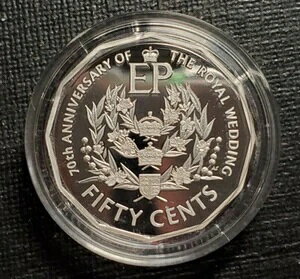 70th ANNIVERSARY OF THE ROYAL WEDDING
EP
FIFTY CENTS